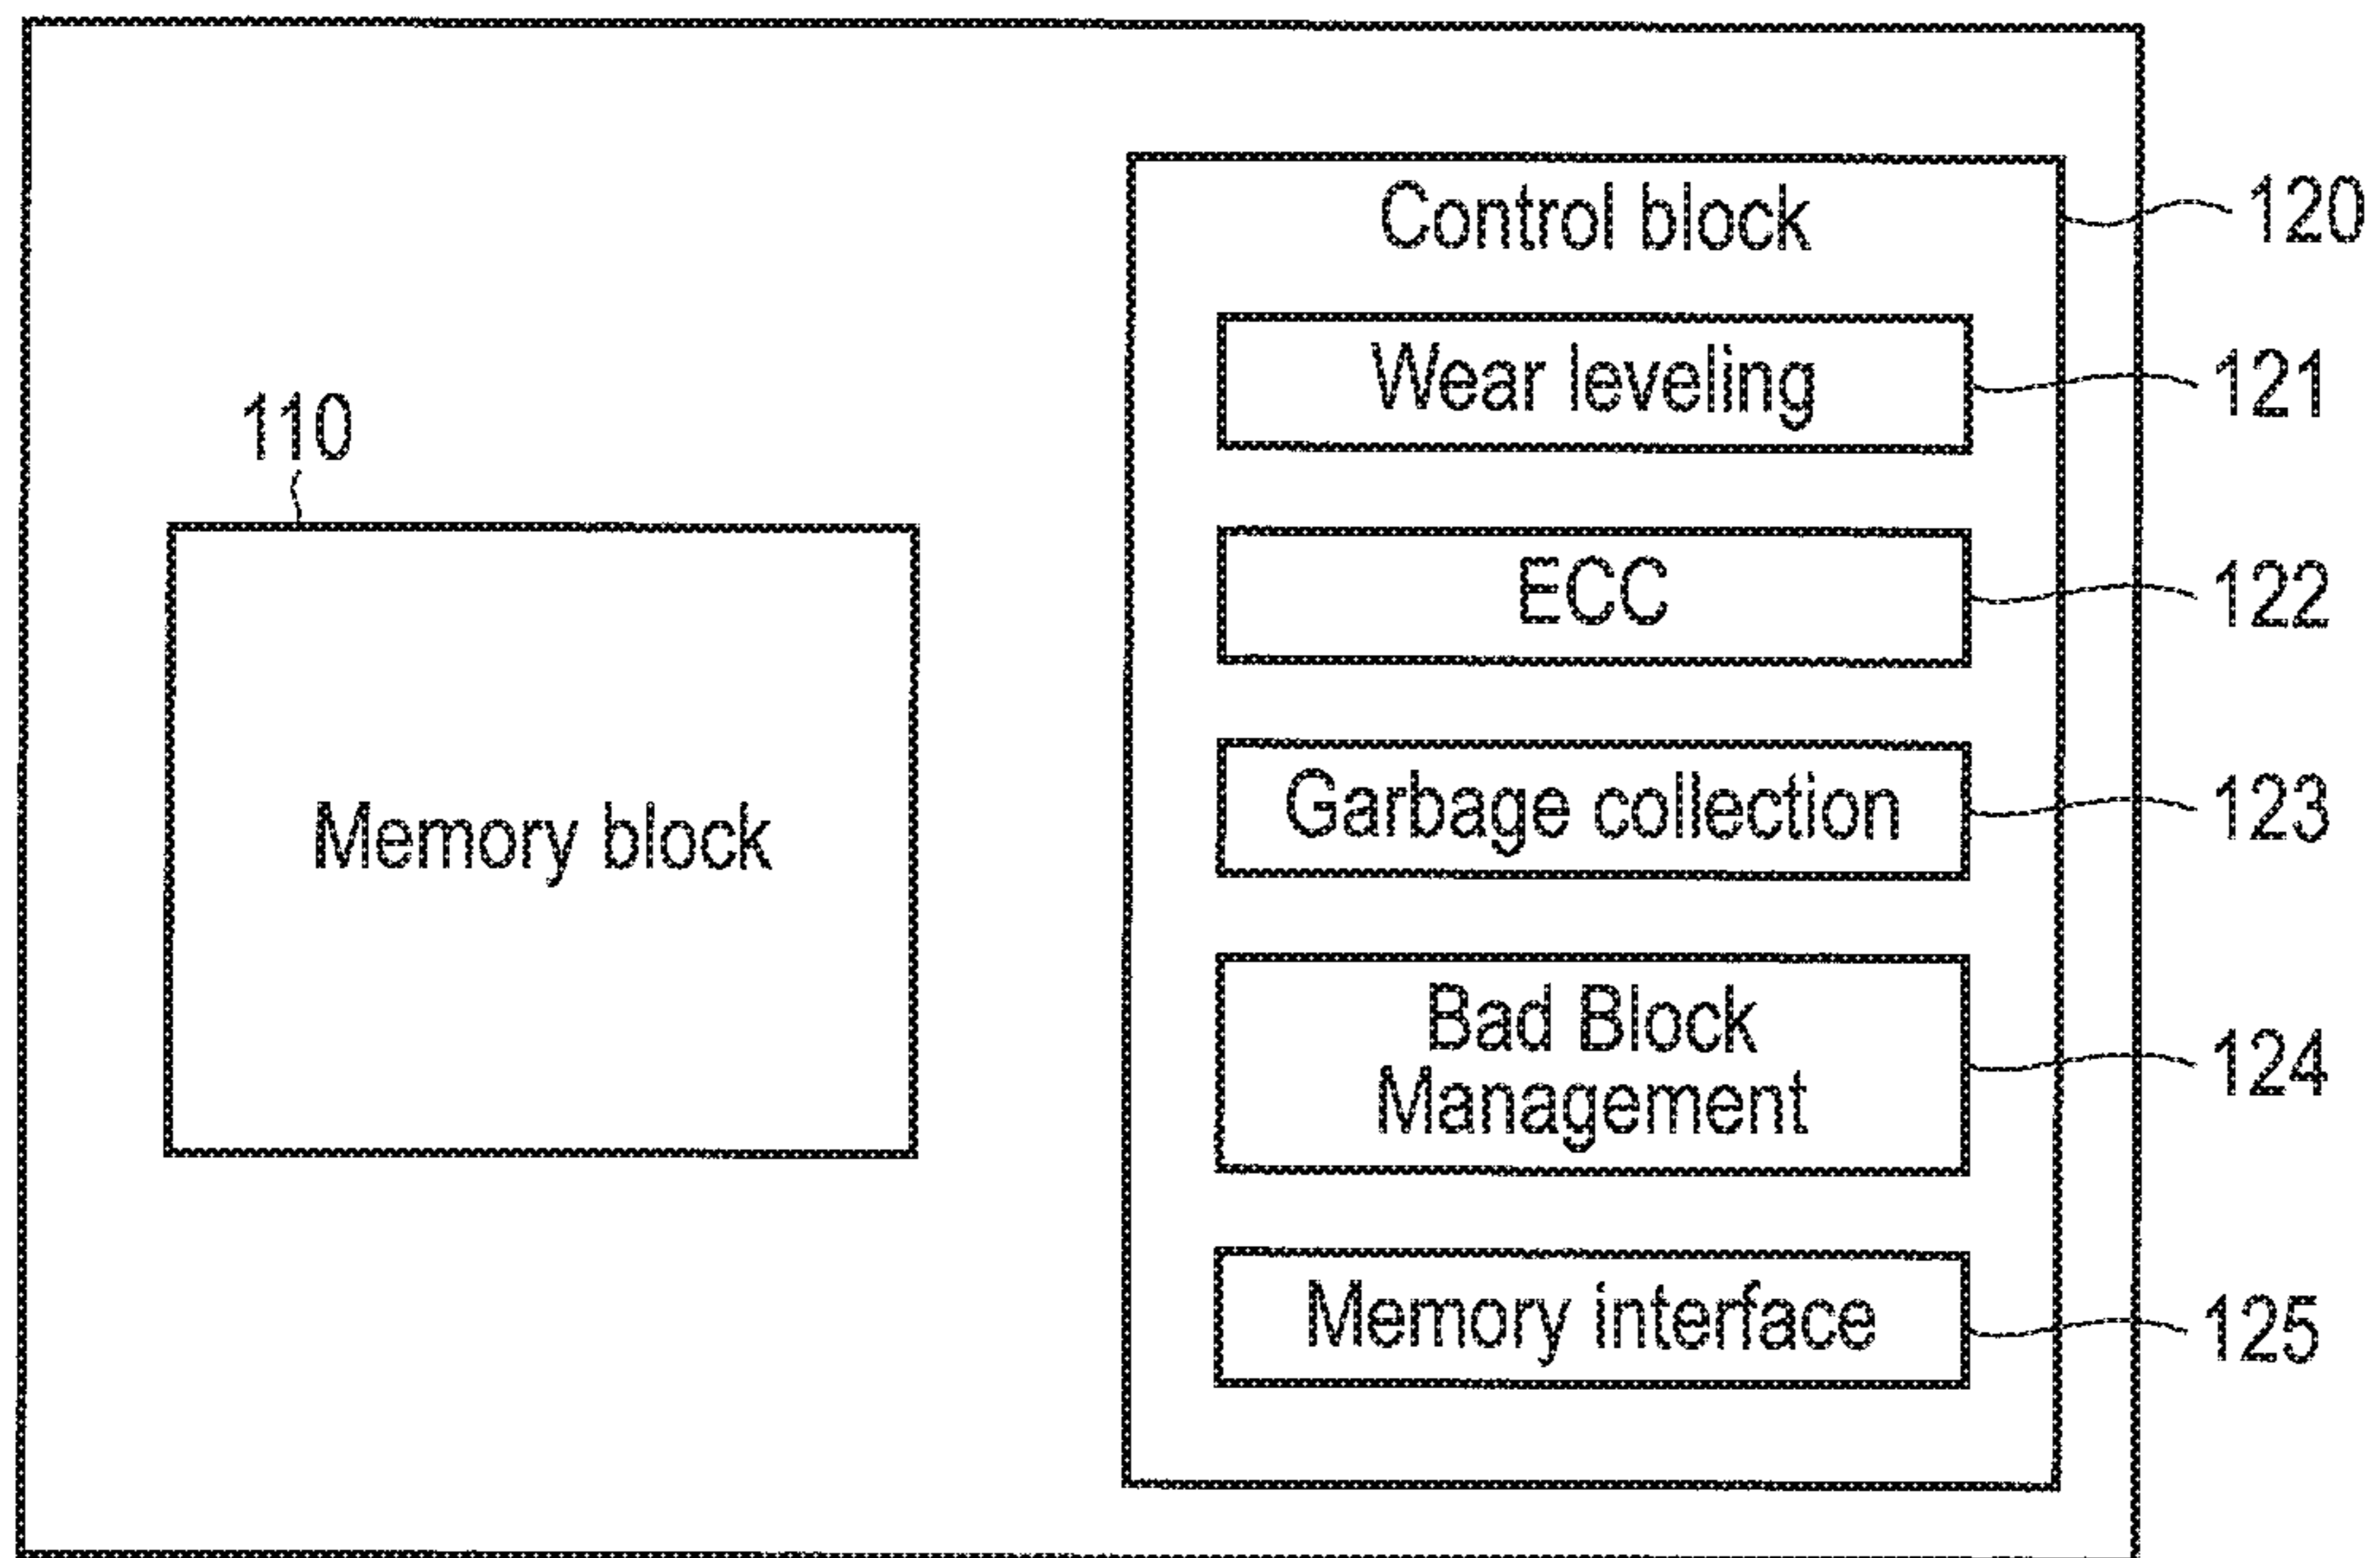 110
Memory block
Control block
120
Wear leveling
121
ECC
122
Garbage collection
123
Bad Block
Management
124
Memory interface
125